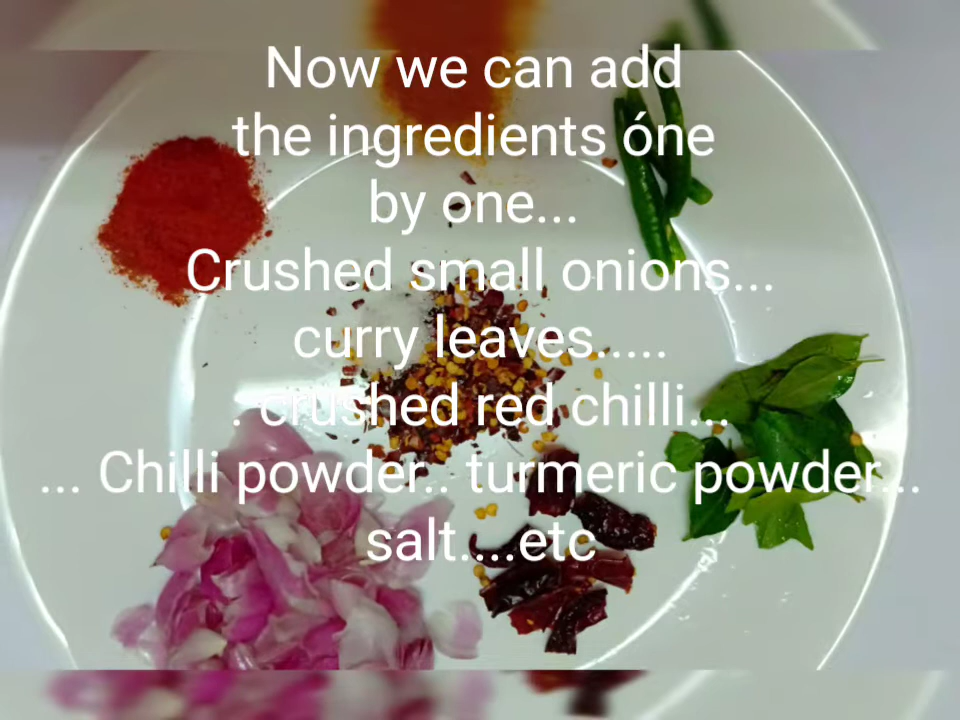 Now we can add
the ingredients óne
by one...
Crushed small onions...
curry leaves.....
. crushed red chilli....
... Chilli powder.. turmeric powder...
salt....etc